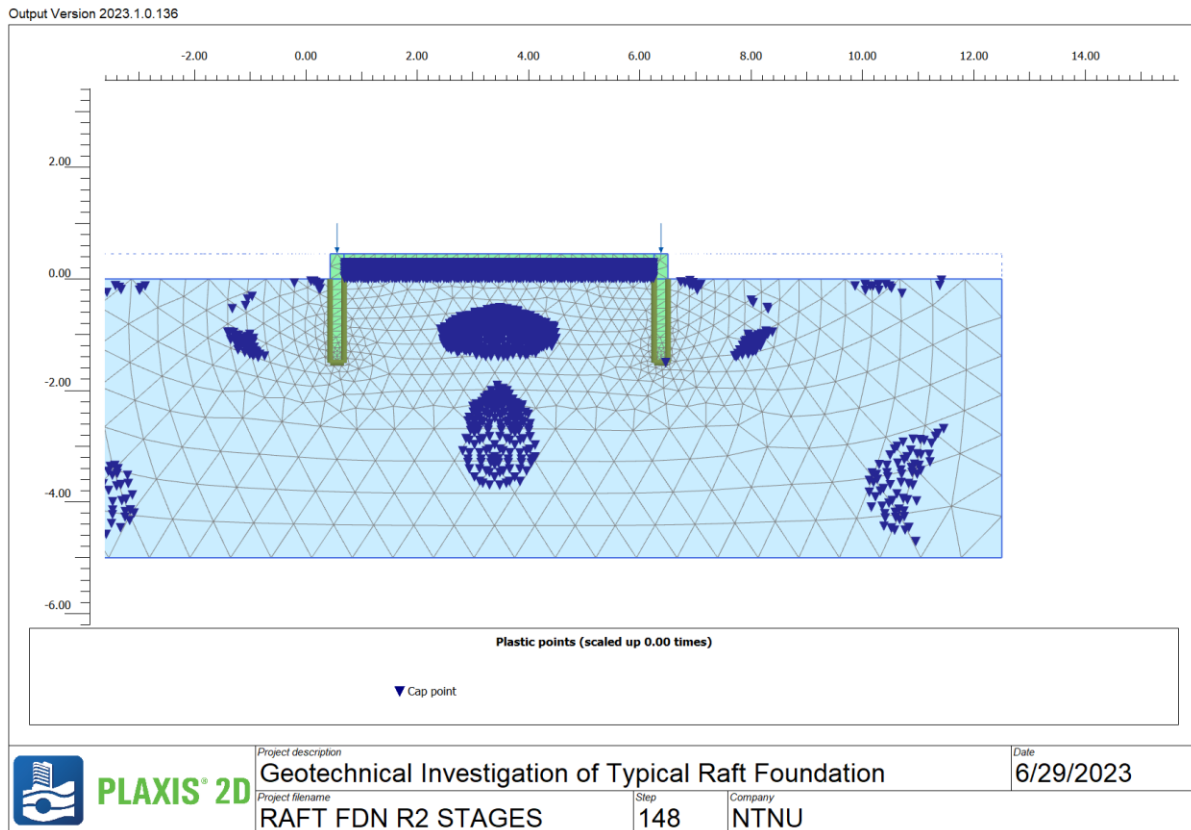 Output Version 2023.1.0.136
-2.00 0.00 2.00 4.00 6.00 8.00 10.00 12.00 14.00
2.00
0.00
-2.00
-4.00
-6.00
Plastic points (scaled up 0.00 times)
Cap point
PLAXIS® 2D
Project description
Geotechnical Investigation of Typical Raft Foundation
Date
6/29/2023
Project filename
RAFT FDN R2 STAGES
Step
148
Company
NTNU